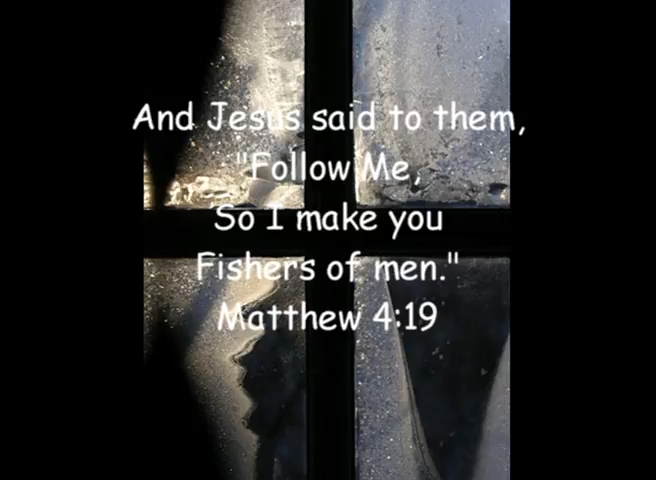 And Jesus said to them,
"Follow Me,
So I make you
Fishers of men."
Matthew 4:19